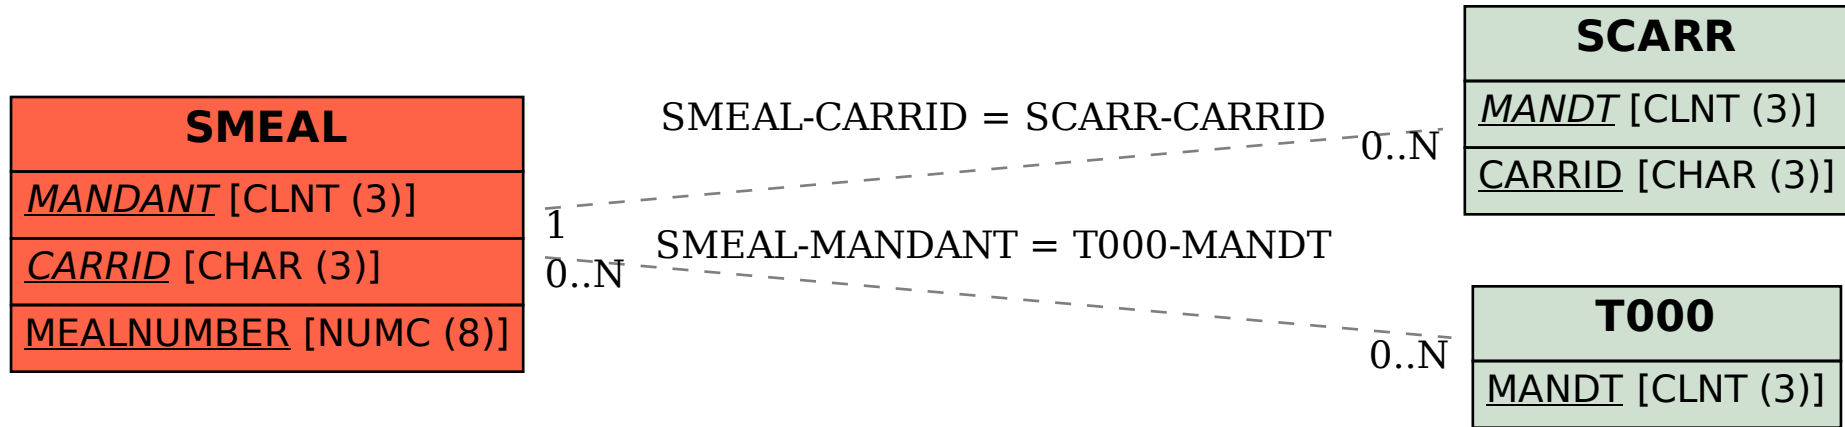 SMEAL
MANDANT [CLNT (3)]
CARRID [CHAR (3)]
MEALNUMBER [NUMC (8)]
SMEAL-CARRID = SCARR-CARRID
1
0..N
SMEAL-MANDANT = T000-MANDT
0..N
0..N
SCARR
MANDT [CLNT (3)]
CARRID [CHAR (3)]
T000
MANDT [CLNT (3)]